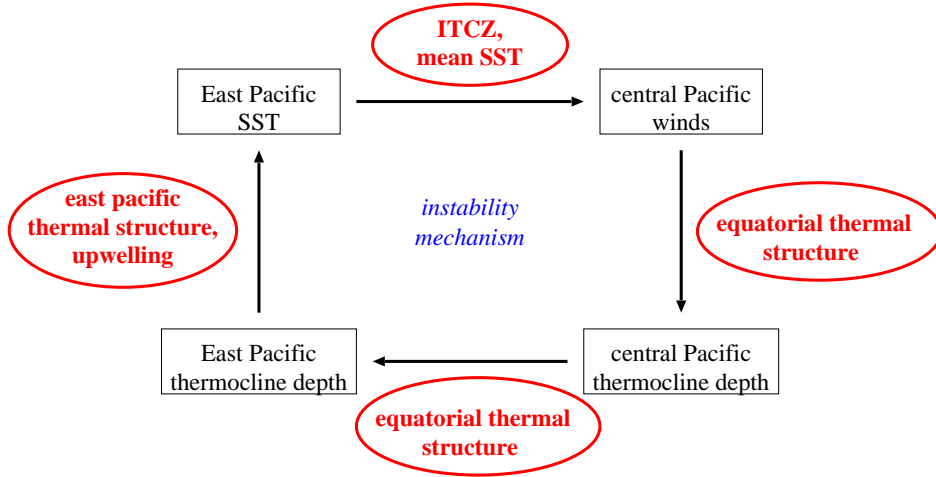 ITCZ,
mean SST
East Pacific
SST
central Pacific
winds
east pacific
thermal structure,
upwelling
instability
mechanism
equatorial thermal
structure
East Pacific
thermocline depth
central Pacific
thermocline depth
equatorial thermal
structure